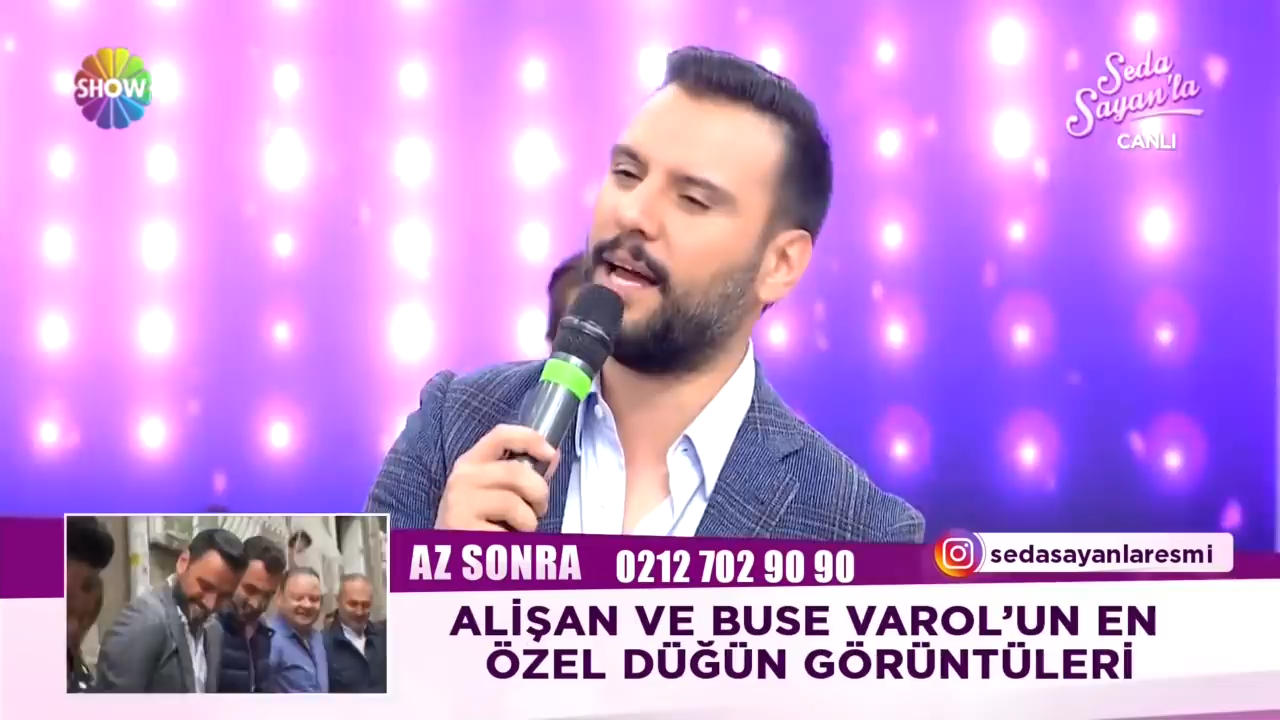 SHOW
Seda
Sayan'la
CANLI
AZ SONRA
0212 702 90 90
sedasayanlaresmi
ALİŞAN VE BUSE VAROL'UN EN
ÖZEL DÜĞÜN GÖRÜNTÜLERİ